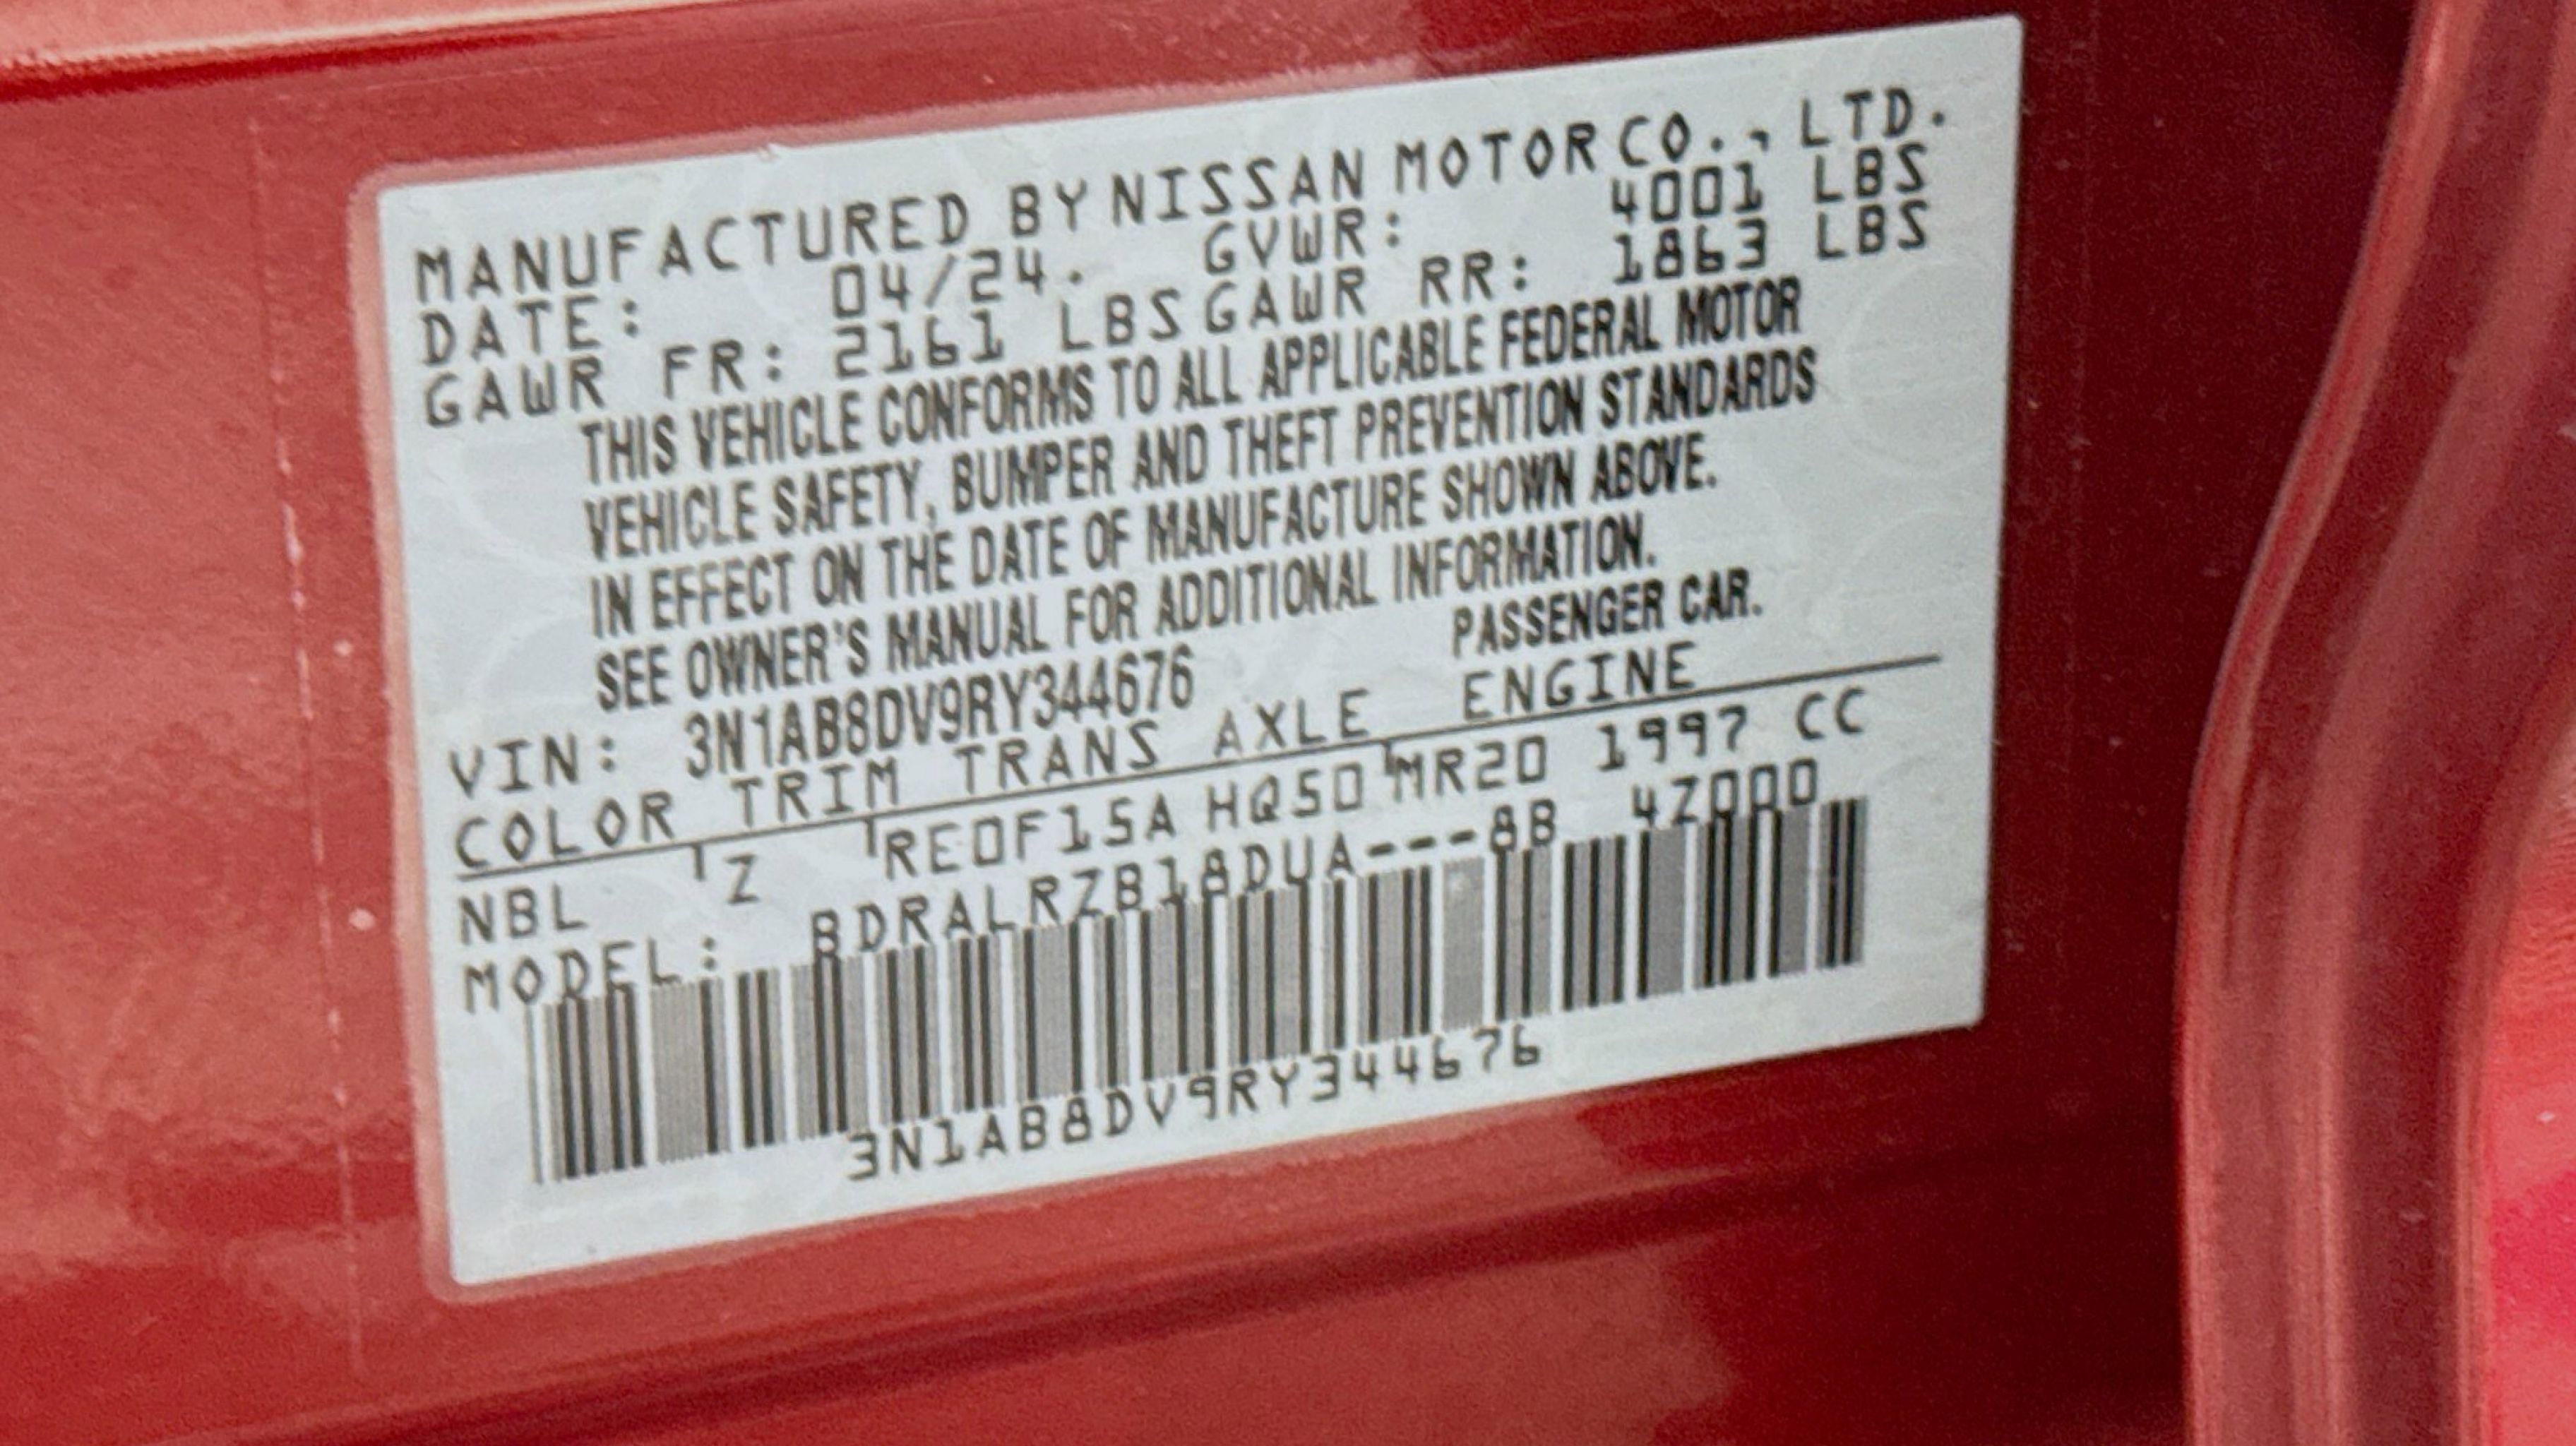 MANUFACTURED BY NISSAN MOTOR CO., LTD.
DATE: 04/24. GVWR: 4001 LBS
GAWR FR: 2161 LBS GAWR RR: 1863 LBS
THIS VEHICLE CONFORMS TO ALL APPLICABLE FEDERAL MOTOR
VEHICLE SAFETY, BUMPER AND THEFT PREVENTION STANDARDS
IN EFFECT ON THE DATE OF MANUFACTURE SHOWN ABOVE.
SEE OWNER'S MANUAL FOR ADDITIONAL INFORMATION.
VIN: 3N1AB8DV9RY344676 PASSENGER CAR.
COLOR TRIM TRANS AXLE ENGINE
NBL Z RE0F15A HQ50 MR20 1997 CC
MODEL: BDRALRZB18DUA---8B 4Z000
3N1AB8DV9RY344676